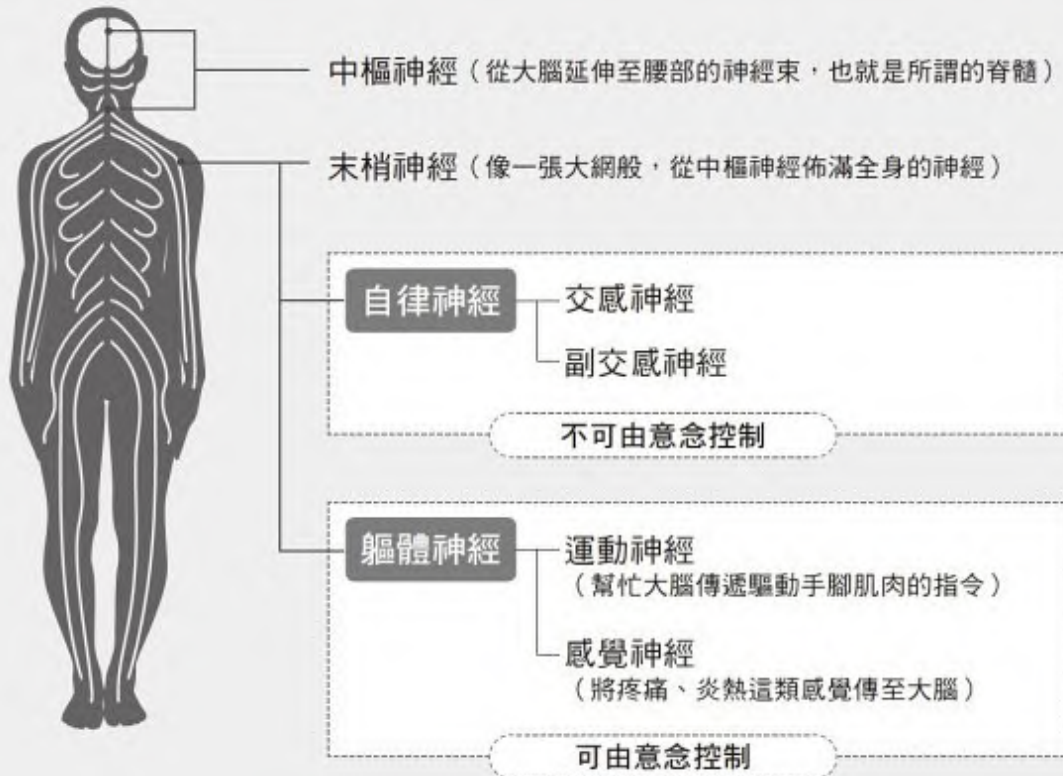 中樞神經（從大腦延伸至腰部的神經束，也就是所謂的脊髓）
末梢神經（像一張大網般，從中樞神經佈滿全身的神經）
自律神經
交感神經
副交感神經
不可由意念控制
軀體神經
運動神經
（幫忙大腦傳遞驅動手腳肌肉的指令）
感覺神經
（將疼痛、炎熱這類感覺傳至大腦）
可由意念控制